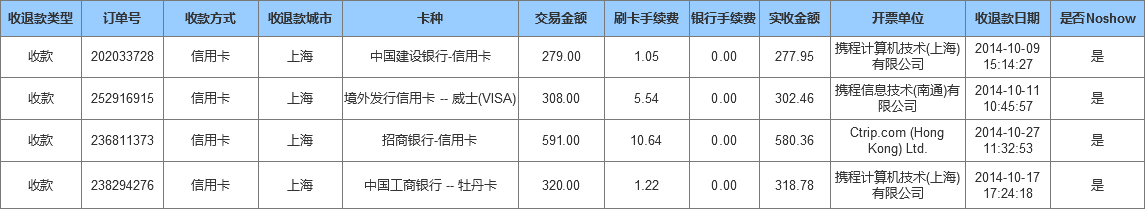 收退款类型 订单号 收款方式 收退款城市 卡种 交易金额 刷卡手续费 银行手续费 实收金额 开票单位 收退款日期 是否Noshow
收款 202033728 信用卡 上海 中国建设银行-信用卡 279.00 1.05 0.00 277.95 携程计算机技术(上海)
有限公司 2014-10-09
15:14:27 是
收款 252916915 信用卡 上海 境外发行信用卡 -- 威士(VISA) 308.00 5.54 0.00 302.46 携程信息技术(南通)有
限公司 2014-10-11
10:45:57 是
收款 236811373 信用卡 上海 招商银行-信用卡 591.00 10.64 0.00 580.36 Ctrip.com (Hong
Kong) Ltd. 2014-10-27
11:32:53 是
收款 238294276 信用卡 上海 中国工商银行 -- 牡丹卡 320.00 1.22 0.00 318.78 携程计算机技术(上海)
有限公司 2014-10-17
17:24:18 是